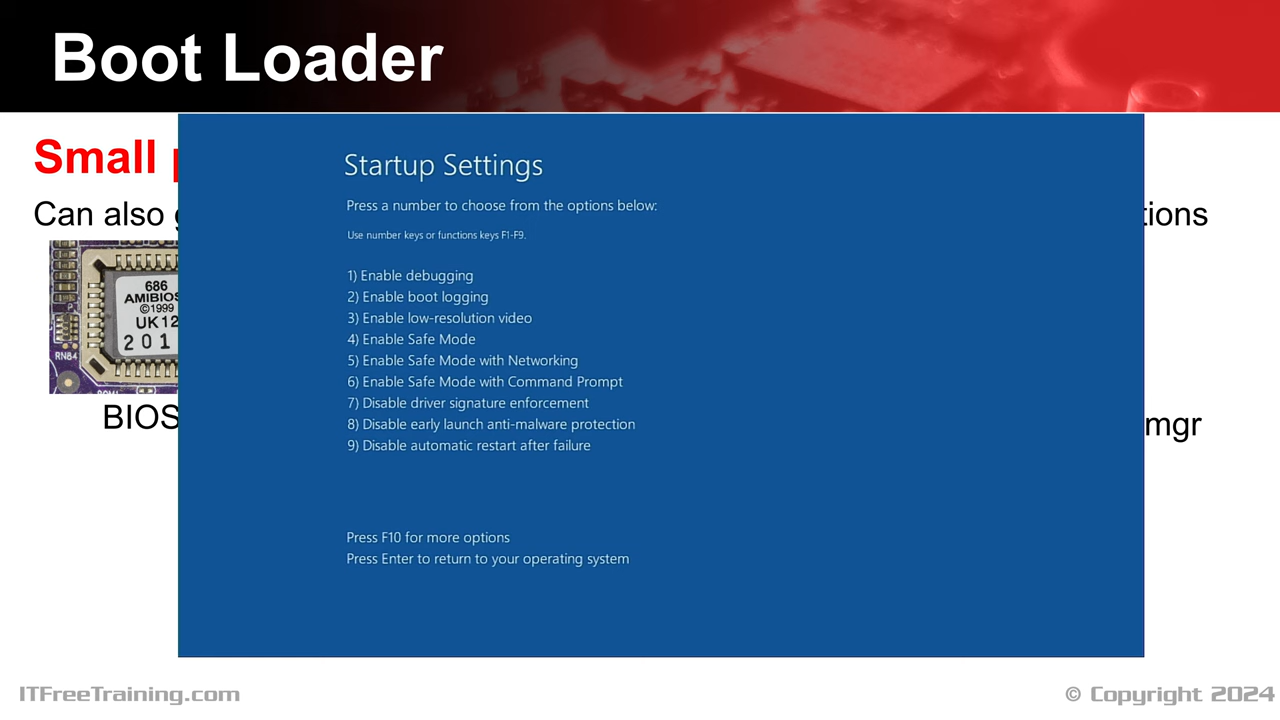 Boot Loader
Small
Can also
tions
Startup Settings
Press a number to choose from the options below:
Use number keys or functions keys F1-F9.
1) Enable debugging
2) Enable boot logging
3) Enable low-resolution video
4) Enable Safe Mode
5) Enable Safe Mode with Networking
6) Enable Safe Mode with Command Prompt
7) Disable driver signature enforcement
8) Disable early launch anti-malware protection
9) Disable automatic restart after failure
Press F10 for more options
Press Enter to return to your operating system
686
AMIBIOS
©1999
UK12
201
RN84
BIOS
mgr
ITFreeTraining.com
© Copyright 2024